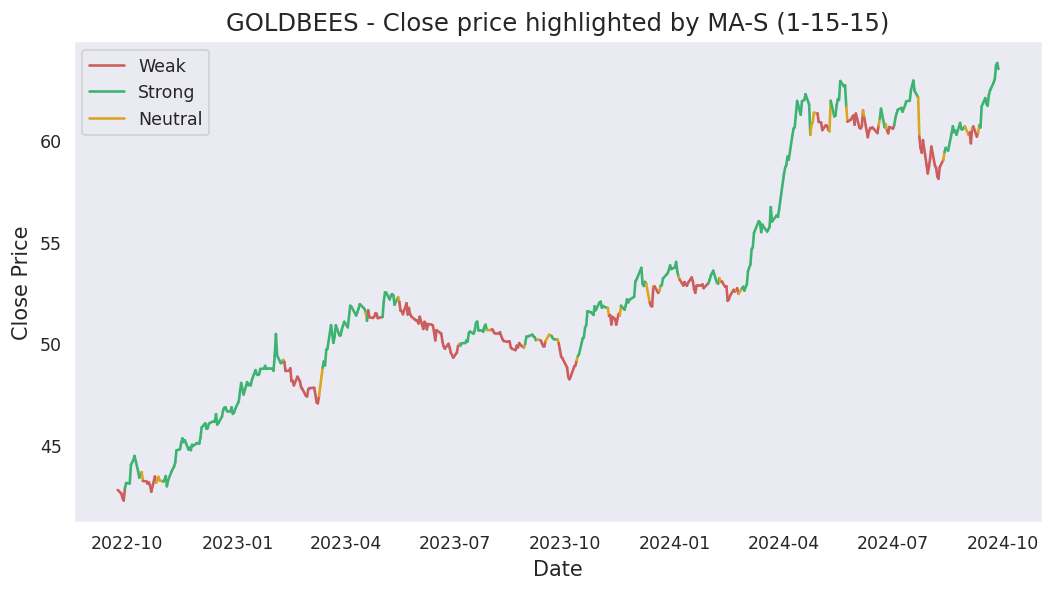 GOLDBEES - Close price highlighted by MA-S (1-15-15)
Weak
Strong
Neutral
Close Price
60
55
50
45
2022-10 2023-01 2023-04 2023-07 2023-10 2024-01 2024-04 2024-07 2024-10
Date